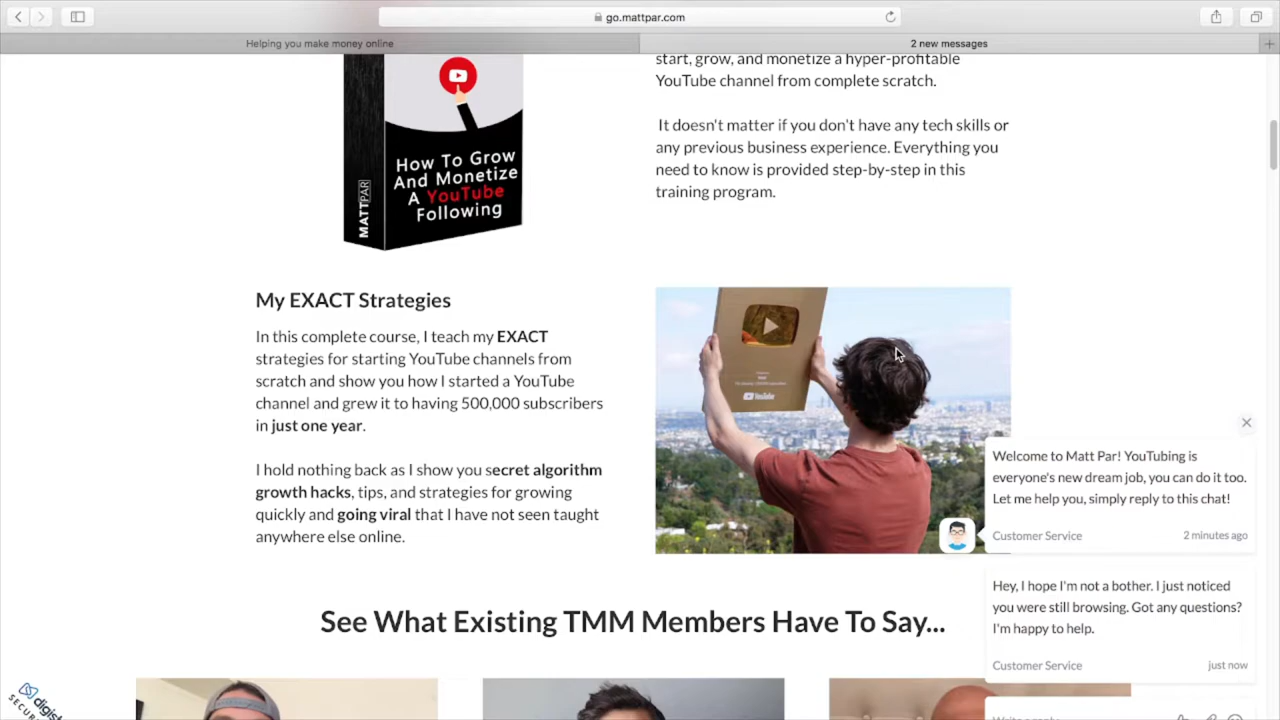 go.mattpar.com
Helping you make money online
2 new messages
start, grow, and monetize a hyper-profitable
YouTube channel from complete scratch.
It doesn't matter if you don't have any tech skills or
any previous business experience. Everything you
need to know is provided step-by-step in this
training program.
How To Grow
And Monetize
A YouTube
Following
MATTPAR
My EXACT Strategies
In this complete course, I teach my EXACT
strategies for starting YouTube channels from
scratch and show you how I started a YouTube
channel and grew it to having 500,000 subscribers
in just one year.
I hold nothing back as I show you secret algorithm
growth hacks, tips, and strategies for growing
quickly and going viral that I have not seen taught
anywhere else online.
YouTube
Welcome to Matt Par! YouTubing is
everyone's new dream job, you can do it too.
Let me help you, simply reply to this chat!
Customer Service
2 minutes ago
Hey, I hope I'm not a bother. I just noticed
you were still browsing. Got any questions?
I'm happy to help.
Customer Service
just now
Write a reply
See What Existing TMM Members Have To Say...